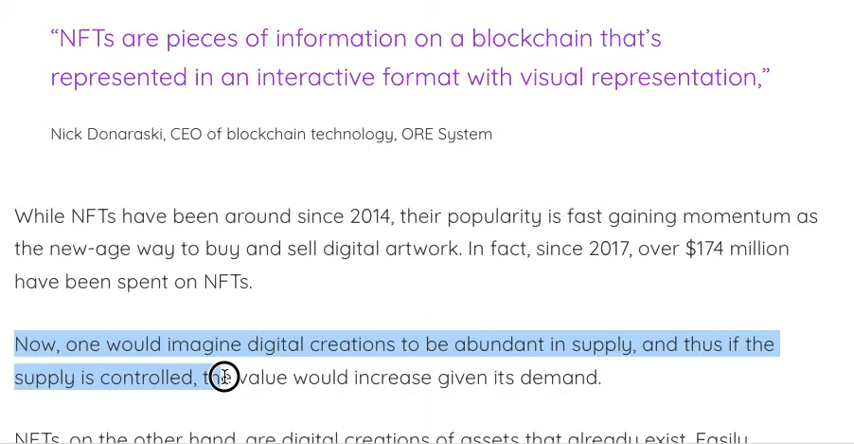 “NFTs are pieces of information on a blockchain that’s
represented in an interactive format with visual representation,”
Nick Donaraski, CEO of blockchain technology, ORE System
While NFTs have been around since 2014, their popularity is fast gaining momentum as
the new-age way to buy and sell digital artwork. In fact, since 2017, over $174 million
have been spent on NFTs.
Now, one would imagine digital creations to be abundant in supply, and thus if the
supply is controlled, the value would increase given its demand.
NFTs, on the other hand, are digital creations of assets that already exist. Easily